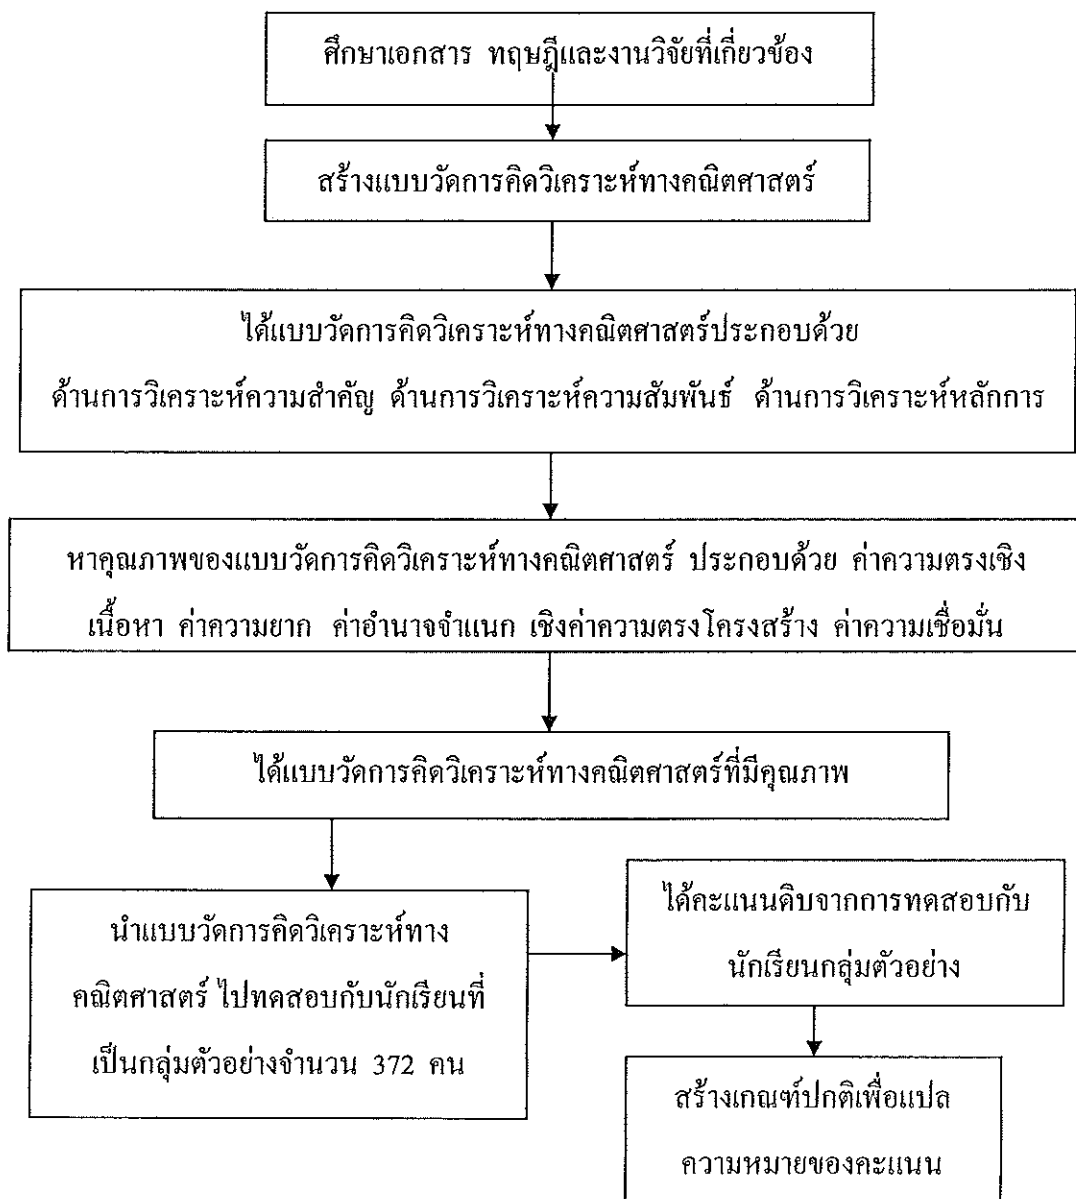 ศึกษาเอกสาร ทฤษฎีและงานวิจัยที่เกี่ยวข้อง
สร้างแบบวัดการคิดวิเคราะห์ทางคณิตศาสตร์
ได้แบบวัดการคิดวิเคราะห์ทางคณิตศาสตร์ประกอบด้วย
ด้านการวิเคราะห์ความสำคัญ ด้านการวิเคราะห์ความสัมพันธ์ ด้านการวิเคราะห์หลักการ
หาคุณภาพของแบบวัดการคิดวิเคราะห์ทางคณิตศาสตร์ ประกอบด้วย ค่าความตรงเชิง
เนื้อหา ค่าความยาก ค่าอำนาจจำแนก เชิงค่าความตรงโครงสร้าง ค่าความเชื่อมั่น
ได้แบบวัดการคิดวิเคราะห์ทางคณิตศาสตร์ที่มีคุณภาพ
นำแบบวัดการคิดวิเคราะห์ทาง
คณิตศาสตร์ ไปทดสอบกับนักเรียนที่
เป็นกลุ่มตัวอย่างจำนวน 372 คน
ได้คะแนนดิบจากการทดสอบกับ
นักเรียนกลุ่มตัวอย่าง
สร้างเกณฑ์ปกติเพื่อแปล
ความหมายของคะแนน